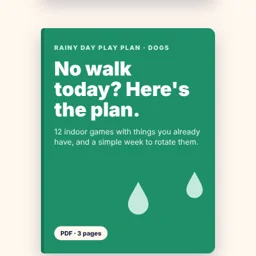 RAINY DAY PLAY PLAN · DOGS
No walk
today? Here's
the plan.
12 indoor games with things you already
have, and a simple week to rotate them.
PDF · 3 pages